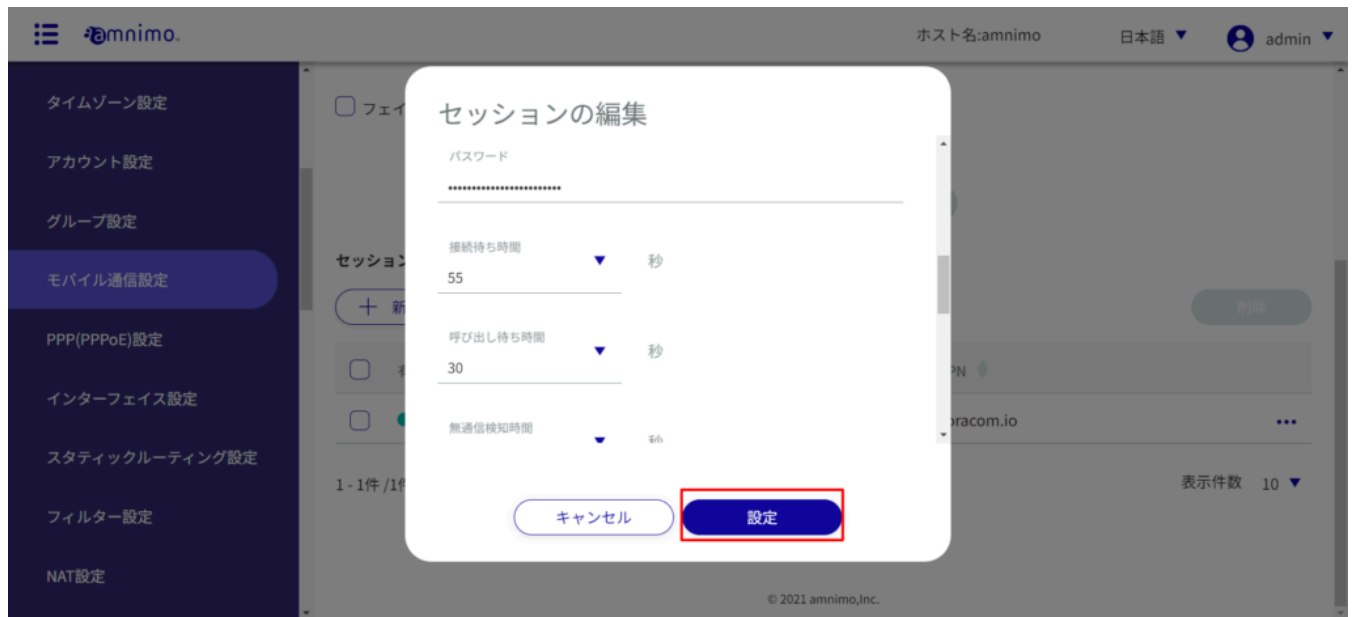 amnimo.
ホスト名:amnimo
日本語 ▼
admin ▼
タイムゾーン設定
アカウント設定
グループ設定
モバイル通信設定
PPP(PPPoE)設定
インターフェイス設定
スタティックルーティング設定
フィルター設定
NAT設定
フェイ
セッション
+ 新
削除
PN
oracom.io
•••
1 - 1件 /1件
表示件数 10 ▼
セッションの編集
パスワード
••••••••••••••••••••••••
接続待ち時間
55 ▼ 秒
呼び出し待ち時間
30 ▼ 秒
無通信検知時間
▼ 秒
キャンセル
設定
© 2021 amnimo,Inc.